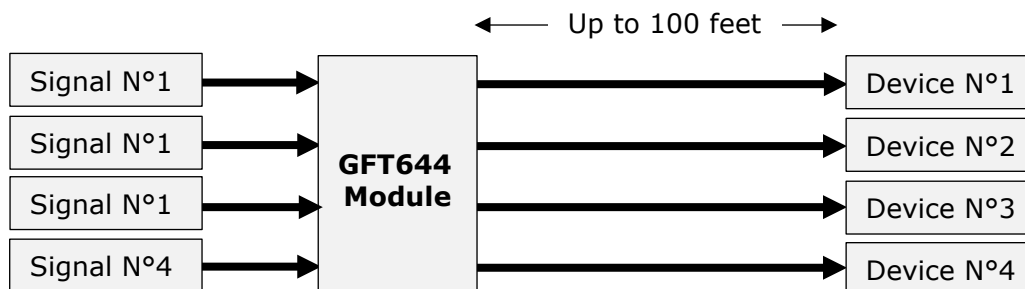 Up to 100 feet
Signal N°1
Device N°1
Signal N°1
Device N°2
GFT644
Module
Signal N°1
Device N°3
Signal N°4
Device N°4